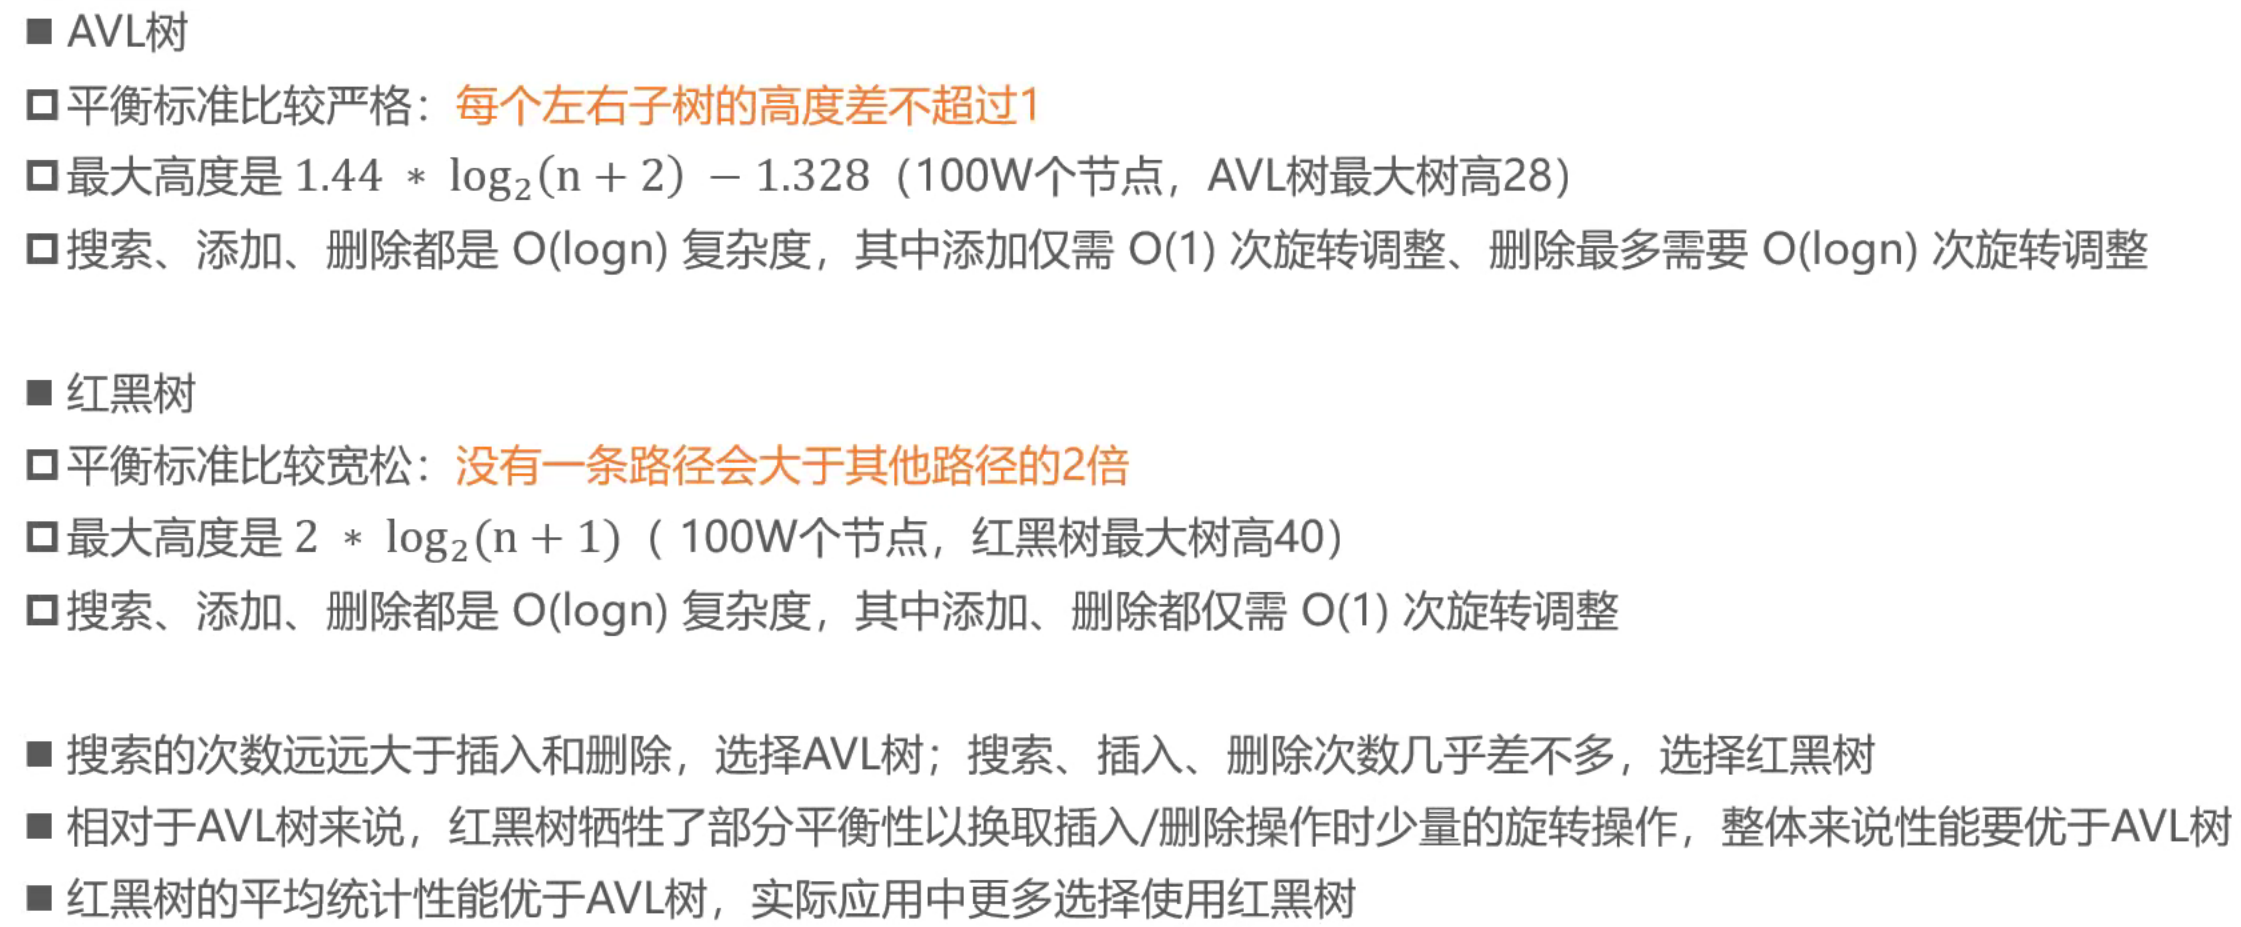 ■ AVL树
□ 平衡标准比较严格：每个左右子树的高度差不超过1
□ 最大高度是 1.44 * log₂(n + 2) − 1.328（100W个节点，AVL树最大树高28）
□ 搜索、添加、删除都是 O(logn) 复杂度，其中添加仅需 O(1) 次旋转调整、删除最多需要 O(logn) 次旋转调整
■ 红黑树
□ 平衡标准比较宽松：没有一条路径会大于其他路径的2倍
□ 最大高度是 2 * log₂(n + 1)（ 100W个节点，红黑树最大树高40）
□ 搜索、添加、删除都是 O(logn) 复杂度，其中添加、删除都仅需 O(1) 次旋转调整
■ 搜索的次数远远大于插入和删除，选择AVL树；搜索、插入、删除次数几乎差不多，选择红黑树
■ 相对于AVL树来说，红黑树牺牲了部分平衡性以换取插入/删除操作时少量的旋转操作，整体来说性能要优于AVL树
■ 红黑树的平均统计性能优于AVL树，实际应用中更多选择使用红黑树